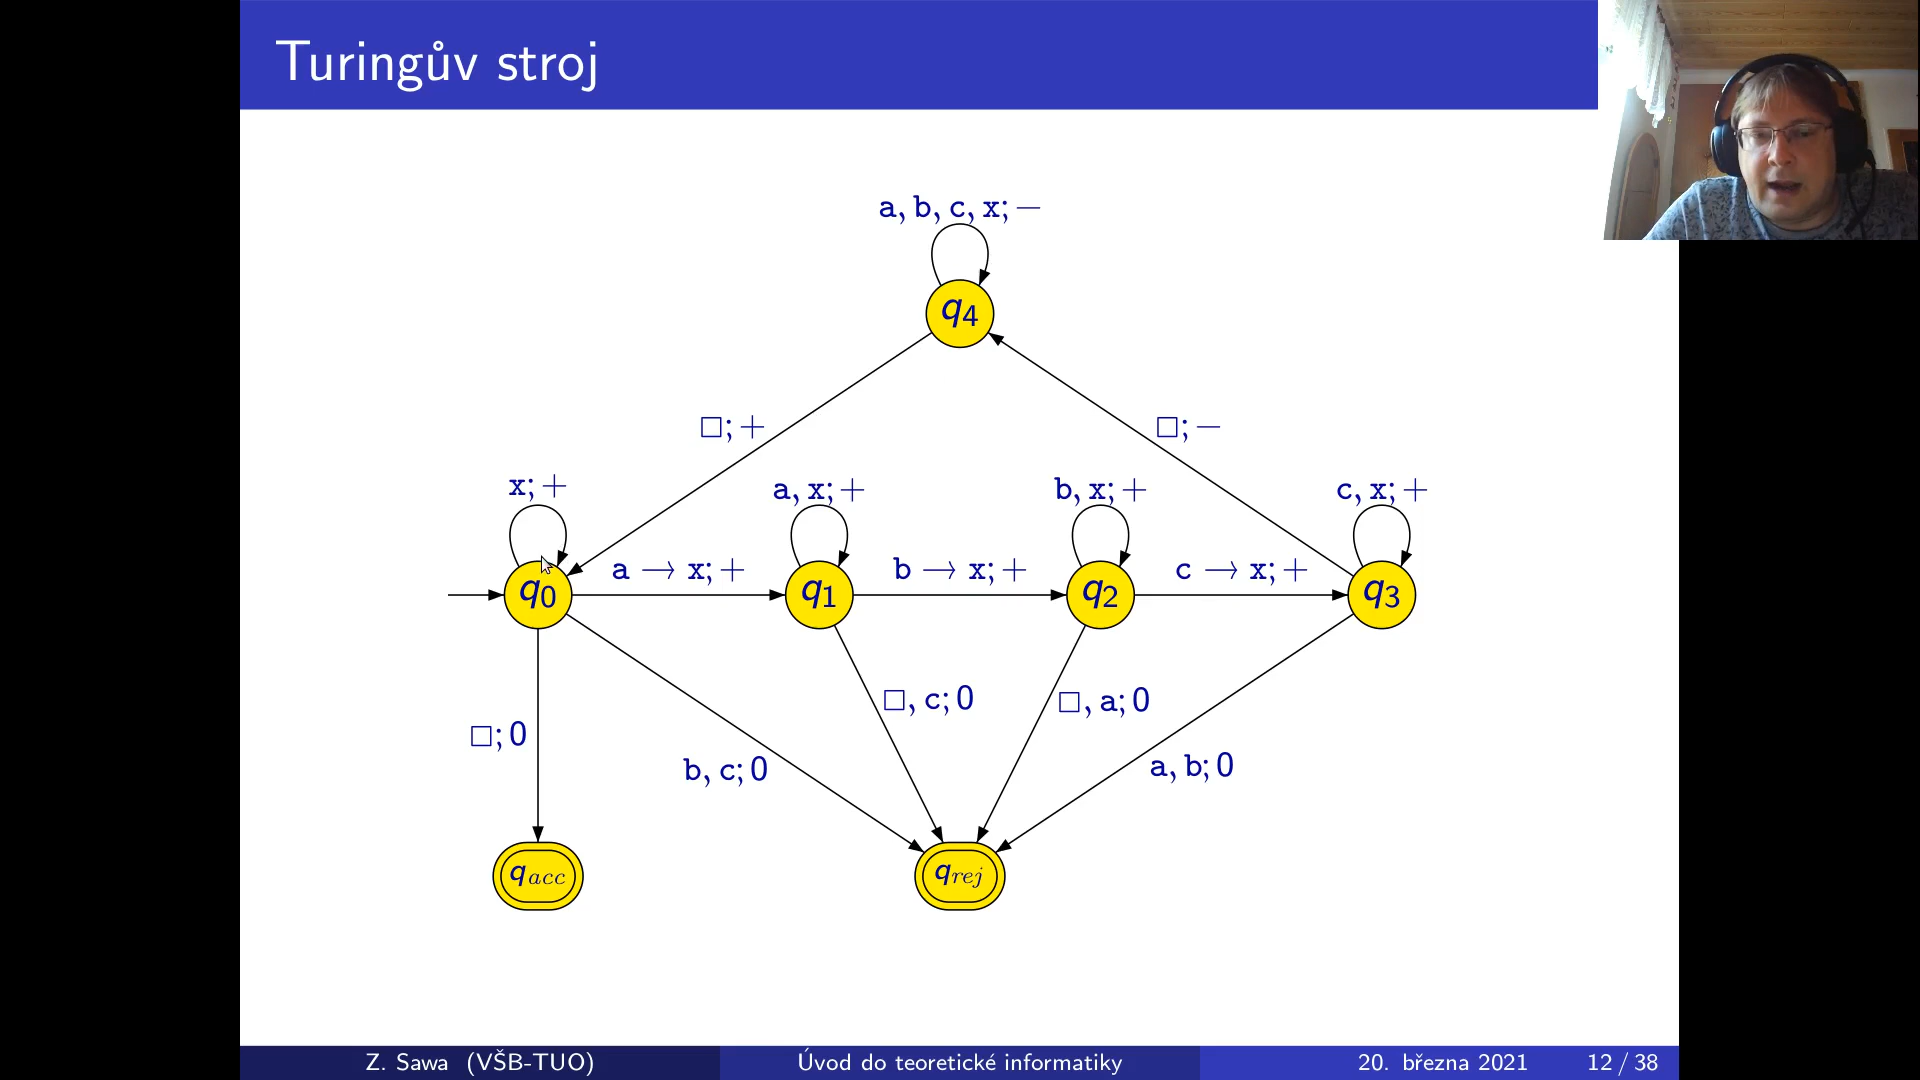 Turingův stroj
a, b, c, x; −
q4
□; +
□; −
x; +
a, x; +
b, x; +
c, x; +
a → x; +
b → x; +
c → x; +
q0
q1
q2
q3
□; 0
b, c; 0
□, c; 0
□, a; 0
a, b; 0
qacc
qrej
Z. Sawa (VŠB-TUO)
Úvod do teoretické informatiky
20. března 2021
12 / 38